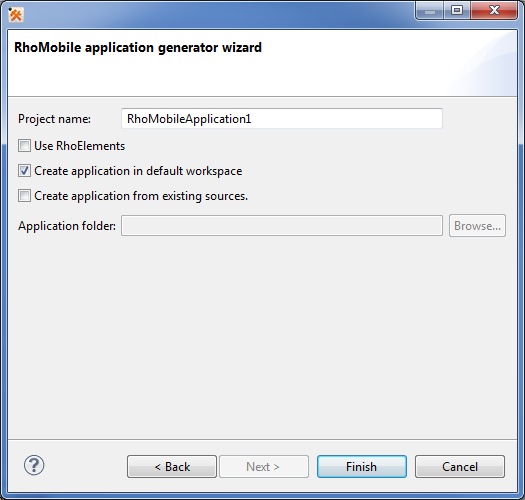 RhoMobile application generator wizard
Project name: RhoMobileApplication1
Use RhoElements
Create application in default workspace
Create application from existing sources.
Application folder: Browse...
? < Back Next > Finish Cancel